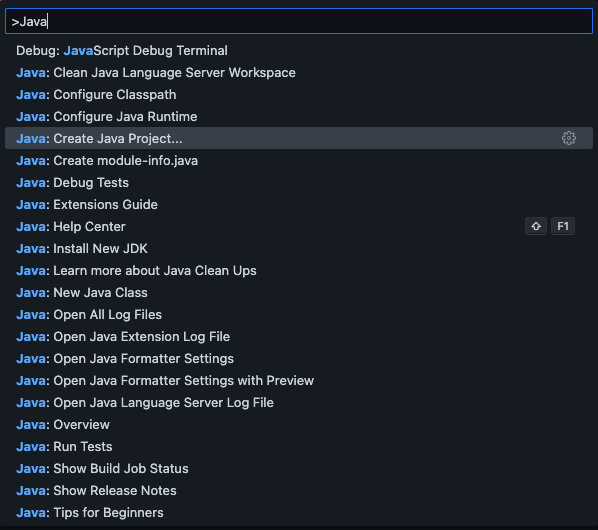 >Java
Debug: JavaScript Debug Terminal
Java: Clean Java Language Server Workspace
Java: Configure Classpath
Java: Configure Java Runtime
Java: Create Java Project...
Java: Create module-info.java
Java: Debug Tests
Java: Extensions Guide
Java: Help Center ⇧ F1
Java: Install New JDK
Java: Learn more about Java Clean Ups
Java: New Java Class
Java: Open All Log Files
Java: Open Java Extension Log File
Java: Open Java Formatter Settings
Java: Open Java Formatter Settings with Preview
Java: Open Java Language Server Log File
Java: Overview
Java: Run Tests
Java: Show Build Job Status
Java: Show Release Notes
Java: Tips for Beginners